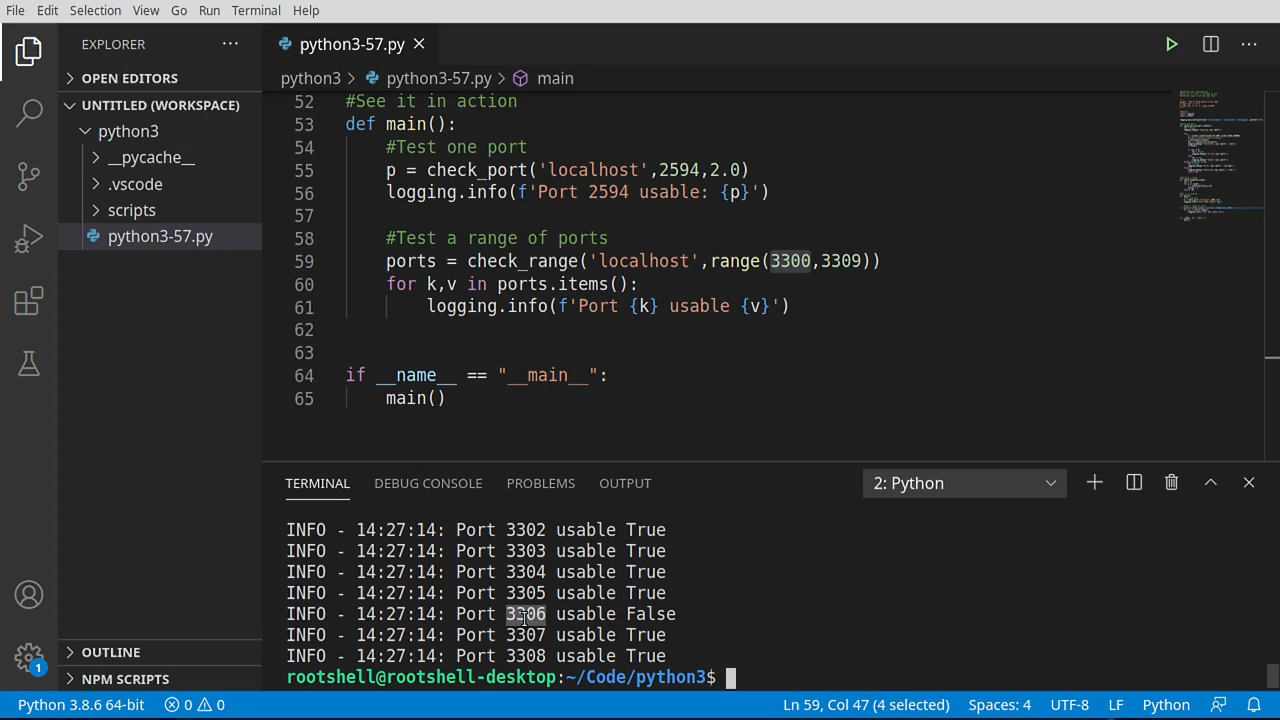 File Edit Selection View Go Run Terminal Help
EXPLORER
OPEN EDITORS
UNTITLED (WORKSPACE)
python3
__pycache__
.vscode
scripts
python3-57.py
OUTLINE
NPM SCRIPTS
python3-57.py
python3 > python3-57.py > main
52 #See it in action
53 def main():
54 #Test one port
55 p = check_port('localhost',2594,2.0)
56 logging.info(f'Port 2594 usable: {p}')
57
58 #Test a range of ports
59 ports = check_range('localhost',range(3300,3309))
60 for k,v in ports.items():
61 logging.info(f'Port {k} usable {v}')
62
63
64 if __name__ == "__main__":
65 main()
TERMINAL DEBUG CONSOLE PROBLEMS OUTPUT 2: Python
INFO - 14:27:14: Port 3302 usable True
INFO - 14:27:14: Port 3303 usable True
INFO - 14:27:14: Port 3304 usable True
INFO - 14:27:14: Port 3305 usable True
INFO - 14:27:14: Port 3306 usable False
INFO - 14:27:14: Port 3307 usable True
INFO - 14:27:14: Port 3308 usable True
rootshell@rootshell-desktop:~/Code/python3$
1
Python 3.8.6 64-bit 0 0 Ln 59, Col 47 (4 selected) Spaces: 4 UTF-8 LF Python